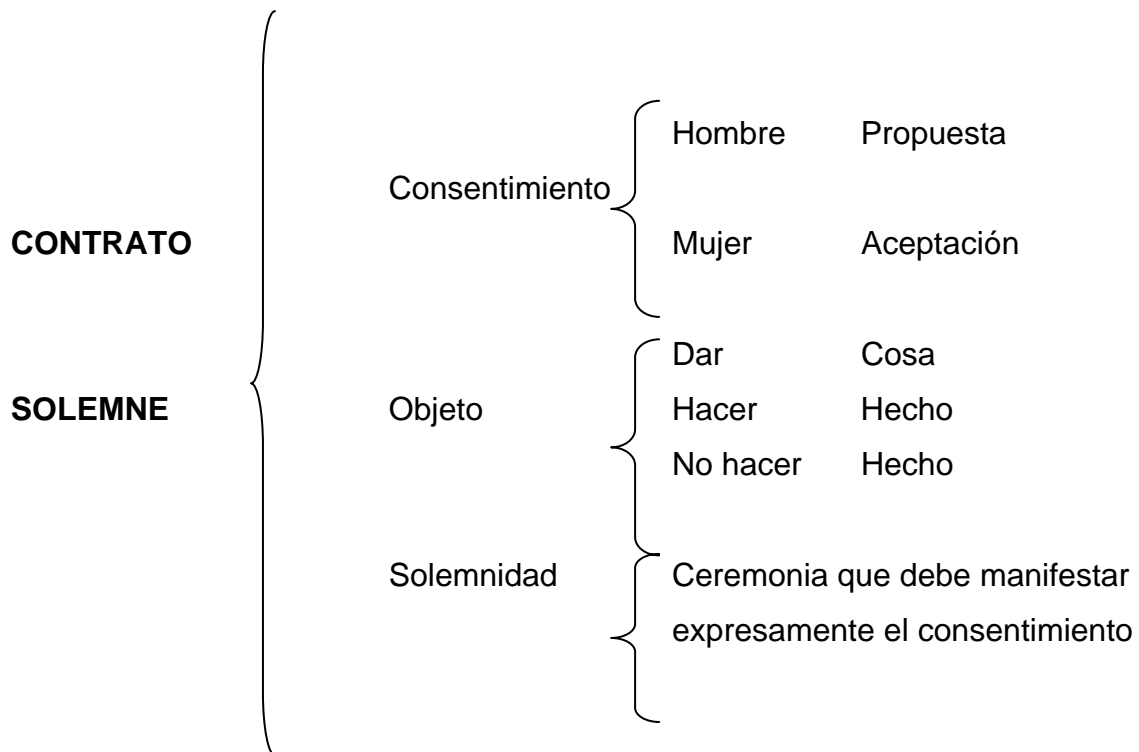 Hombre Propuesta
Consentimiento
CONTRATO Mujer Aceptación
Dar Cosa
SOLEMNE Objeto Hacer Hecho
No hacer Hecho
Solemnidad Ceremonia que debe manifestar
expresamente el consentimiento